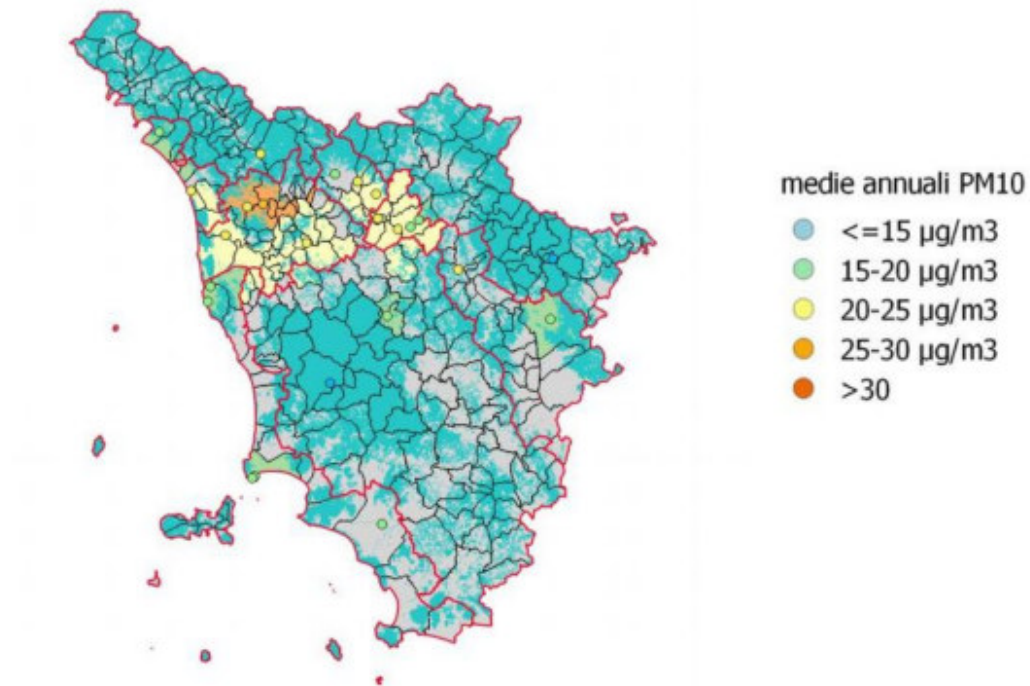 medie annuali PM10
<=15 µg/m3
15-20 µg/m3
20-25 µg/m3
25-30 µg/m3
>30